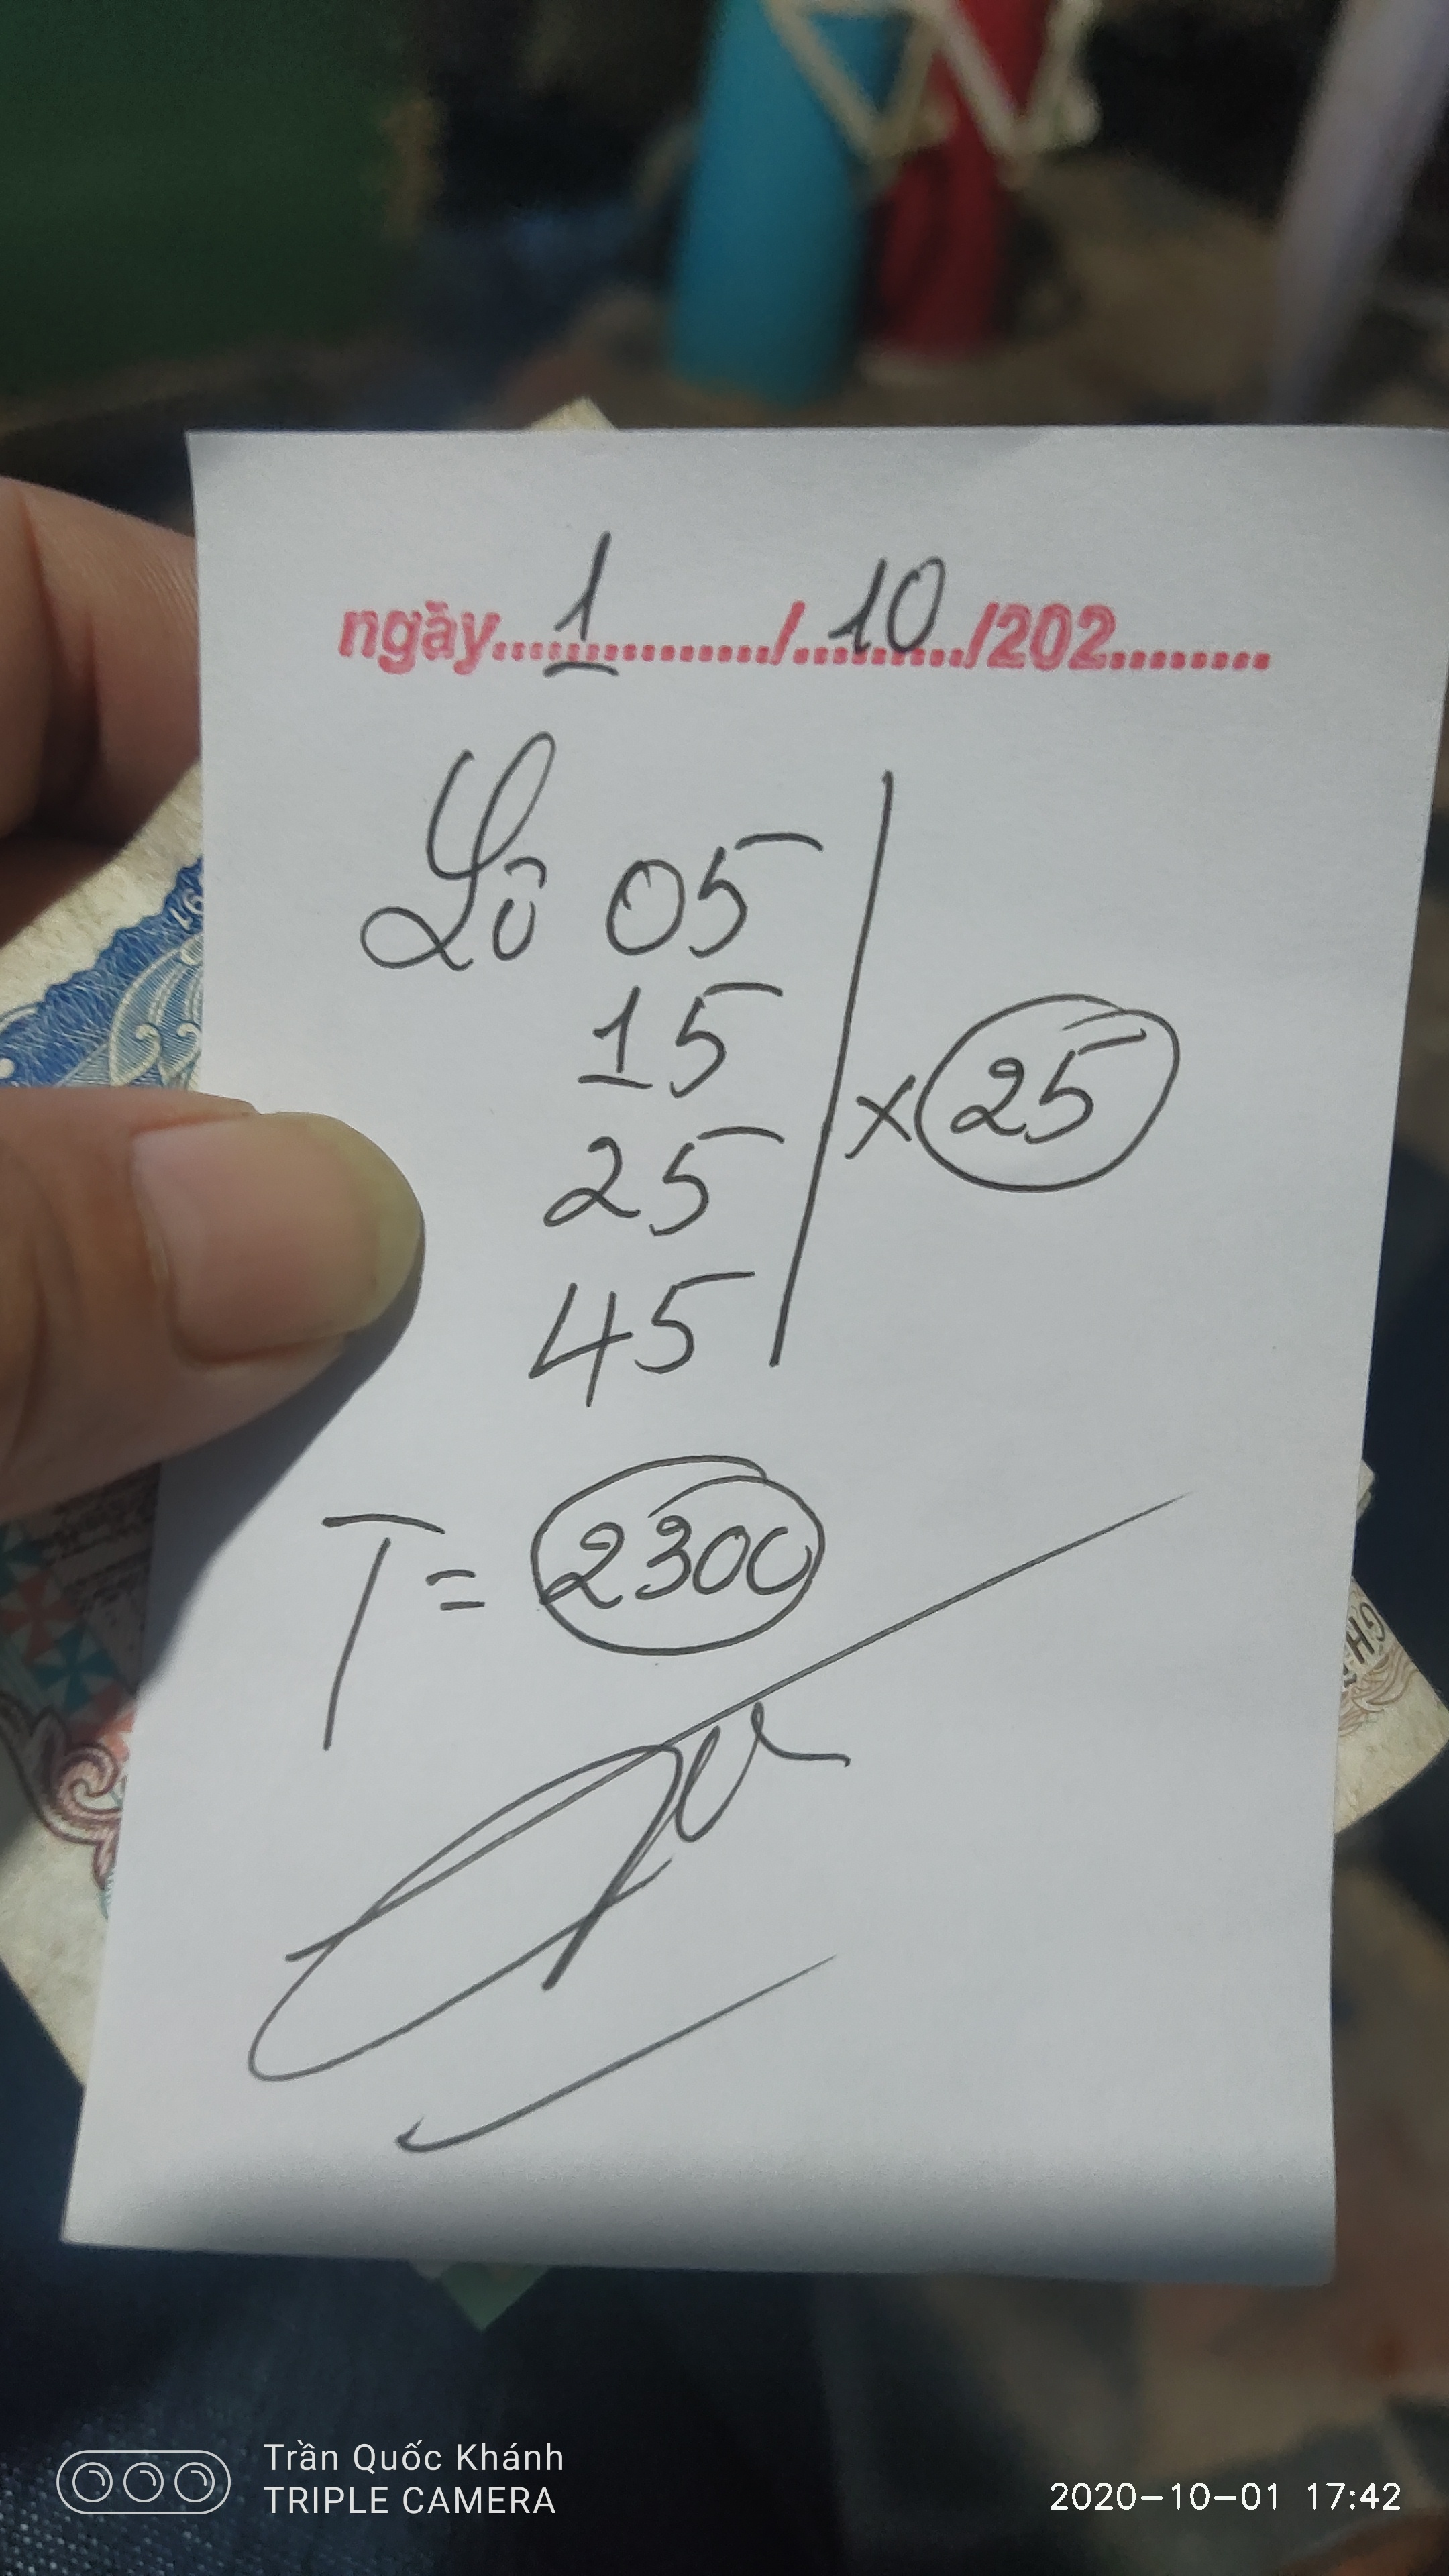 ngày....1....../..10../202........
Lô 05
15
25
45
x 25
T = 2300
Trần Quốc Khánh
TRIPLE CAMERA
2020-10-01 17:42